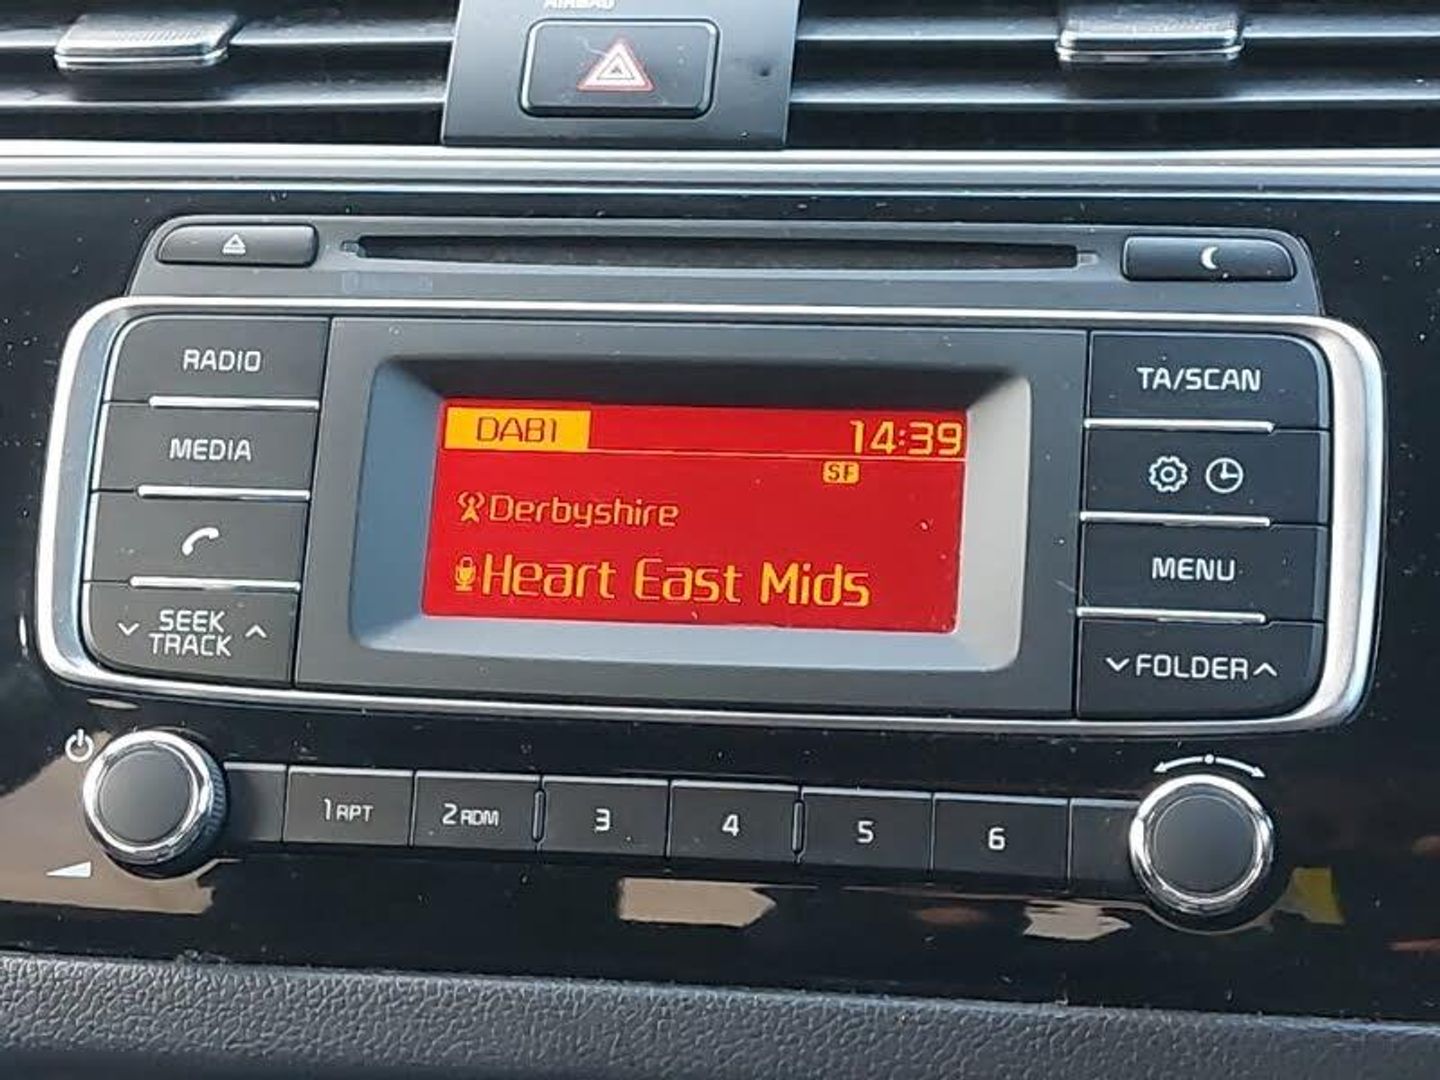 AIRBAG
RADIO
MEDIA
SEEK
TRACK
DAB1 14:39
SF
Derbyshire
Heart East Mids
TA/SCAN
MENU
FOLDER
1 RPT 2 RDM 3 4 5 6